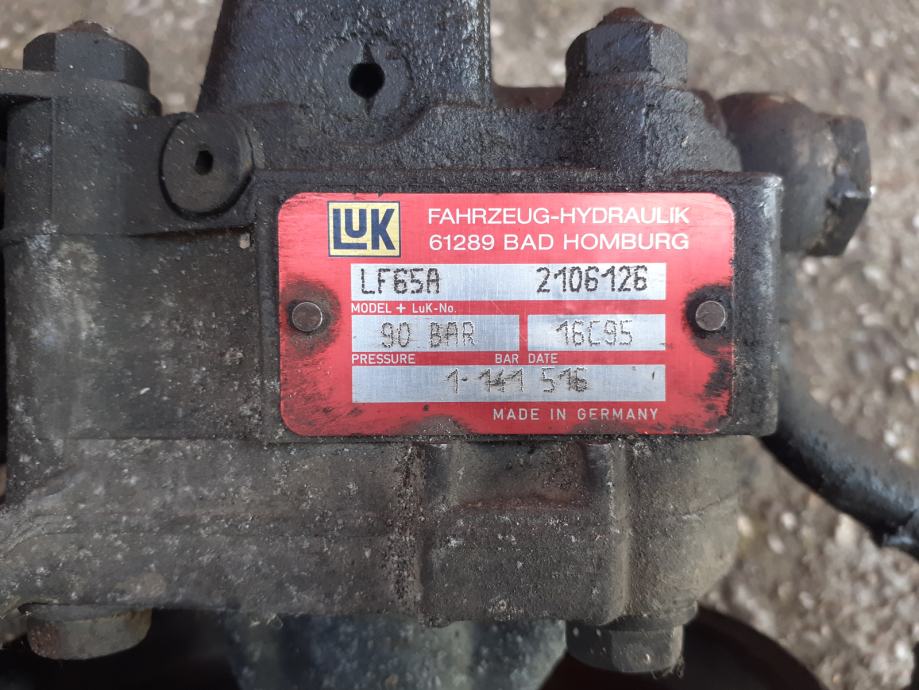 LuK
FAHRZEUG-HYDRAULIK
61289 BAD HOMBURG
LF65A 2106126
MODEL + LuK-No.
90 BAR 16C95
PRESSURE BAR DATE
1-141 516
MADE IN GERMANY